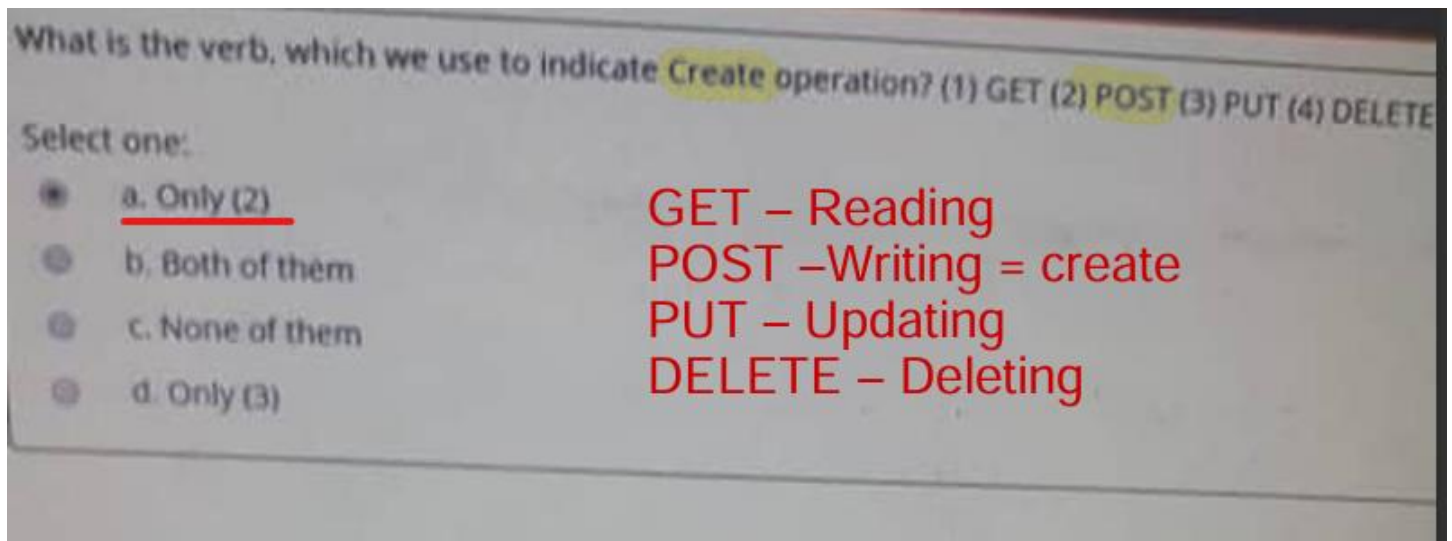 What is the verb, which we use to indicate Create operation? (1) GET (2) POST (3) PUT (4) DELETE
Select one:
a. Only (2)
b. Both of them
c. None of them
d. Only (3)
GET – Reading
POST –Writing = create
PUT – Updating
DELETE – Deleting